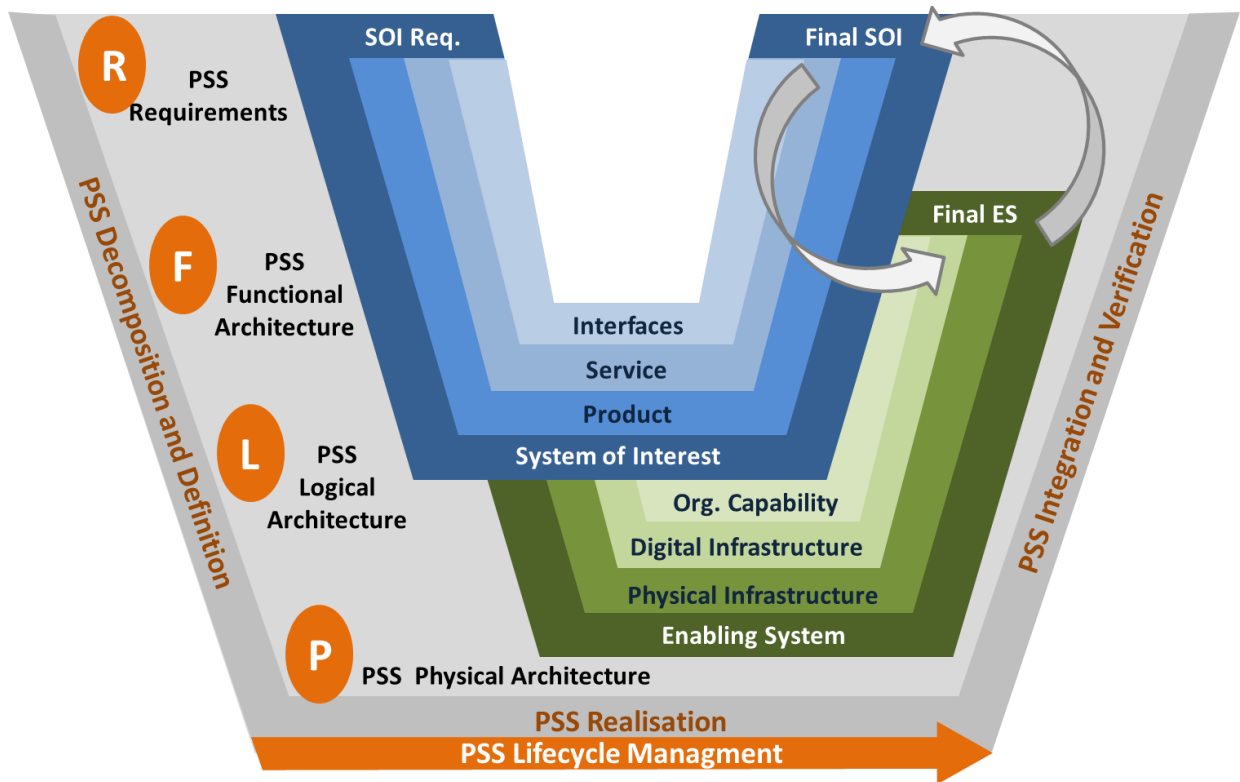 R
PSS
Requirements
F
PSS
Functional
Architecture
L
PSS
Logical
Architecture
P
PSS Physical Architecture
PSS Decomposition and Definition
SOI Req.
Final SOI
Interfaces
Service
Product
System of Interest
Final ES
Org. Capability
Digital Infrastructure
Physical Infrastructure
Enabling System
PSS Integration and Verification
PSS Realisation
PSS Lifecycle Managment